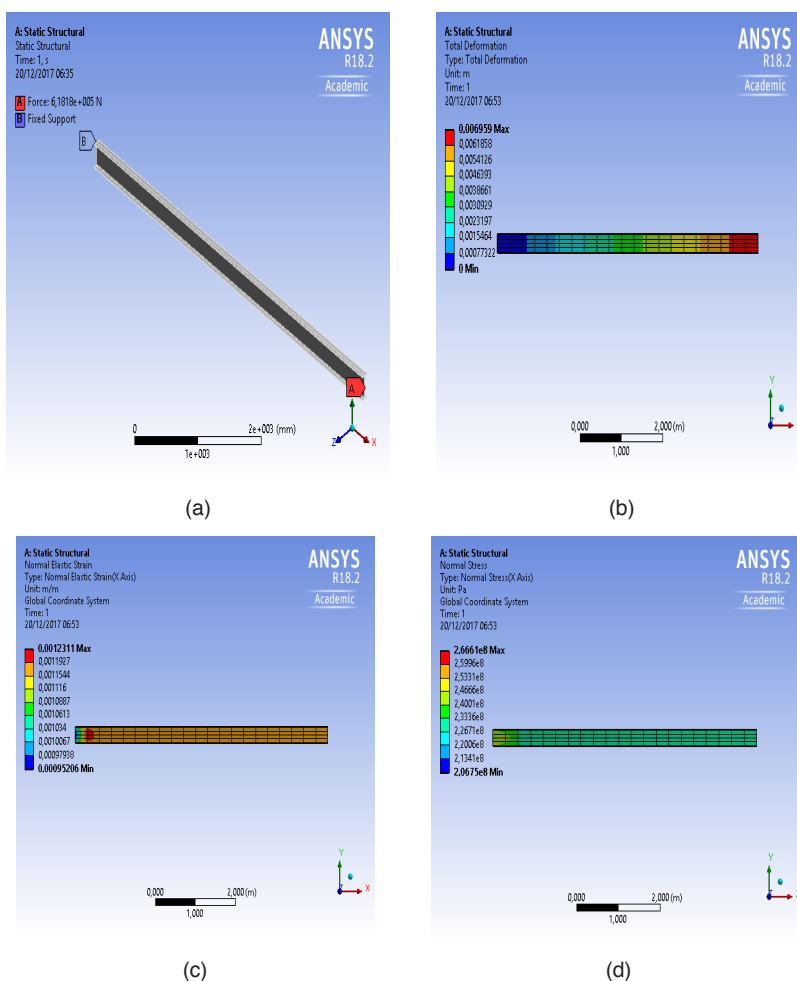 A: Static Structural
Static Structural
Time: 1, s
20/12/2017 06:35
A Force: 6,1818e+005 N
B Fixed Support
ANSYS
R18.2
Academic
B
A
0
2e+003 (mm)
1e+003
Y
Z
X
(a)
A: Static Structural
Total Deformation
Type: Total Deformation
Unit: m
Time: 1
20/12/2017 06:53
ANSYS
R18.2
Academic
0,006959 Max
0,0061858
0,0054126
0,0046393
0,0038661
0,0030929
0,0023197
0,0015464
0,00077322
0 Min
0,000
2,000 (m)
1,000
Y
Z
(b)
A: Static Structural
Normal Elastic Strain
Type: Normal Elastic Strain(X Axis)
Unit: m/m
Global Coordinate System
Time: 1
20/12/2017 06:53
ANSYS
R18.2
Academic
0,0012311 Max
0,0011927
0,0011544
0,001116
0,0010887
0,0010613
0,001034
0,0010067
0,00097938
0,00095206 Min
0,000
2,000 (m)
1,000
Y
Z
X
(c)
A: Static Structural
Normal Stress
Type: Normal Stress(X Axis)
Unit: Pa
Global Coordinate System
Time: 1
20/12/2017 06:53
ANSYS
R18.2
Academic
2,6661e8 Max
2,5996e8
2,5331e8
2,4666e8
2,4001e8
2,3336e8
2,2671e8
2,2006e8
2,1341e8
2,0675e8 Min
0,000
2,000 (m)
1,000
Y
Z
(d)